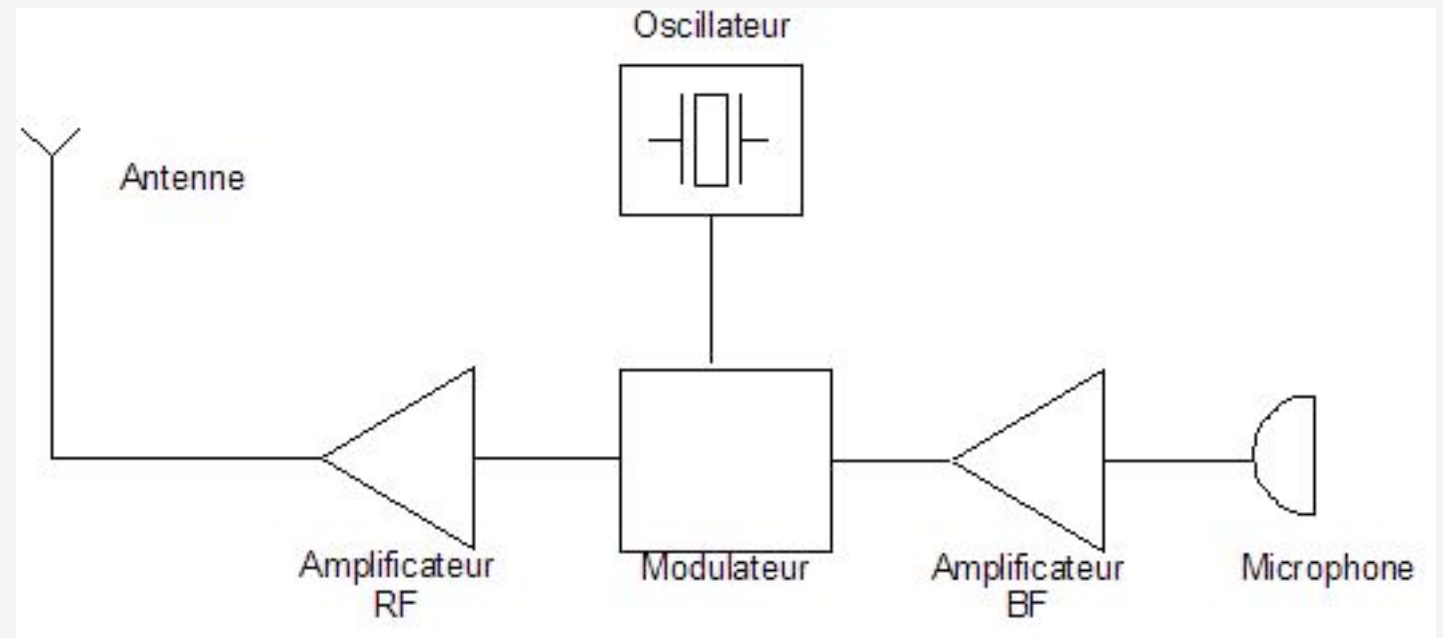 Oscillateur
Antenne
Amplificateur
RF
Modulateur
Amplificateur
BF
Microphone